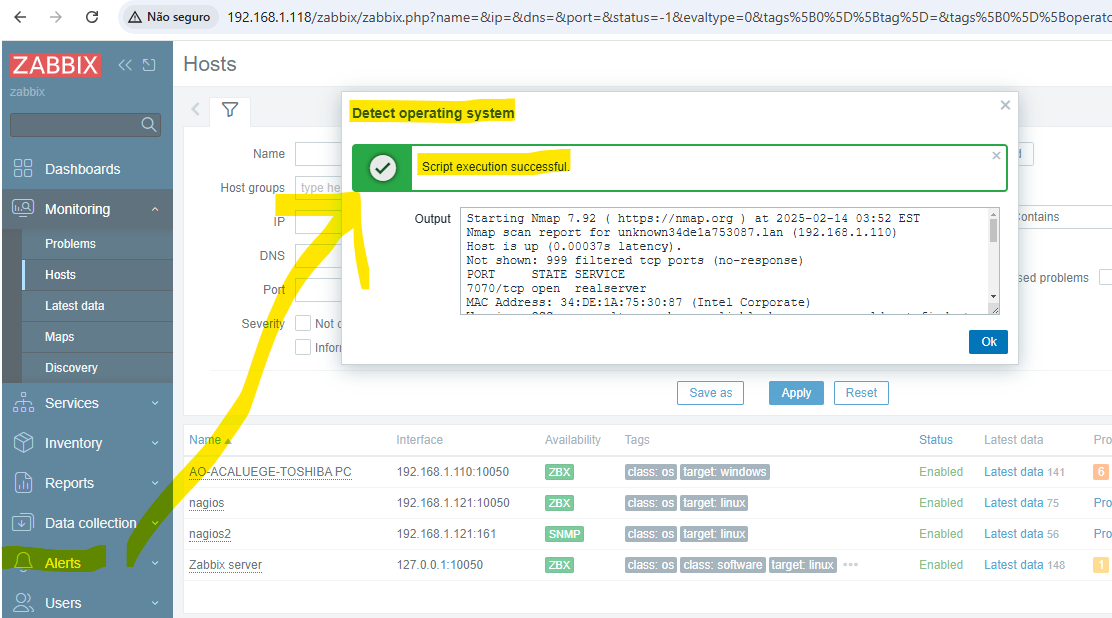 Não seguro
192.168.1.118/zabbix/zabbix.php?name=&ip=&dns=&port=&status=-1&evaltype=0&tags%5B0%5D%5Btag%5D=&tags%5B0%5D%5Boperato
ZABBIX
zabbix
Dashboards
Monitoring
Problems
Hosts
Latest data
Maps
Discovery
Services
Inventory
Reports
Data collection
Alerts
Users
Hosts
Name
Host groups type he
IP
DNS
Port
Severity Not c
Inforr
Contains
sed problems
Detect operating system
Script execution successful.
Output
Starting Nmap 7.92 ( https://nmap.org ) at 2025-02-14 03:52 EST
Nmap scan report for unknown34de1a753087.lan (192.168.1.110)
Host is up (0.00037s latency).
Not shown: 999 filtered tcp ports (no-response)
PORT STATE SERVICE
7070/tcp open realserver
MAC Address: 34:DE:1A:75:30:87 (Intel Corporate)
Ok
Save as Apply Reset
Name Interface Availability Tags Status Latest data Pro
AO-ACALUEGE-TOSHIBA PC 192.168.1.110:10050 ZBX class: os target: windows Enabled Latest data 141 6
nagios 192.168.1.121:10050 ZBX class: os target: linux Enabled Latest data 75 Pro
nagios2 192.168.1.121:161 SNMP class: os target: linux Enabled Latest data 56 Pro
Zabbix server 127.0.0.1:10050 ZBX class: os class: software target: linux ••• Enabled Latest data 148 1